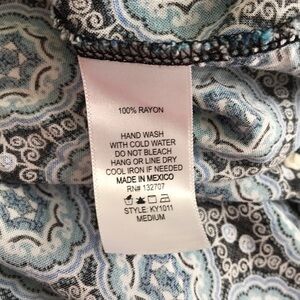 100% RAYON
HAND WASH
WITH COLD WATER
DO NOT BLEACH
HANG OR LINE DRY
COOL IRON IF NEEDED
MADE IN MEXICO
RN# 132707
STYLE: KY1011
MEDIUM